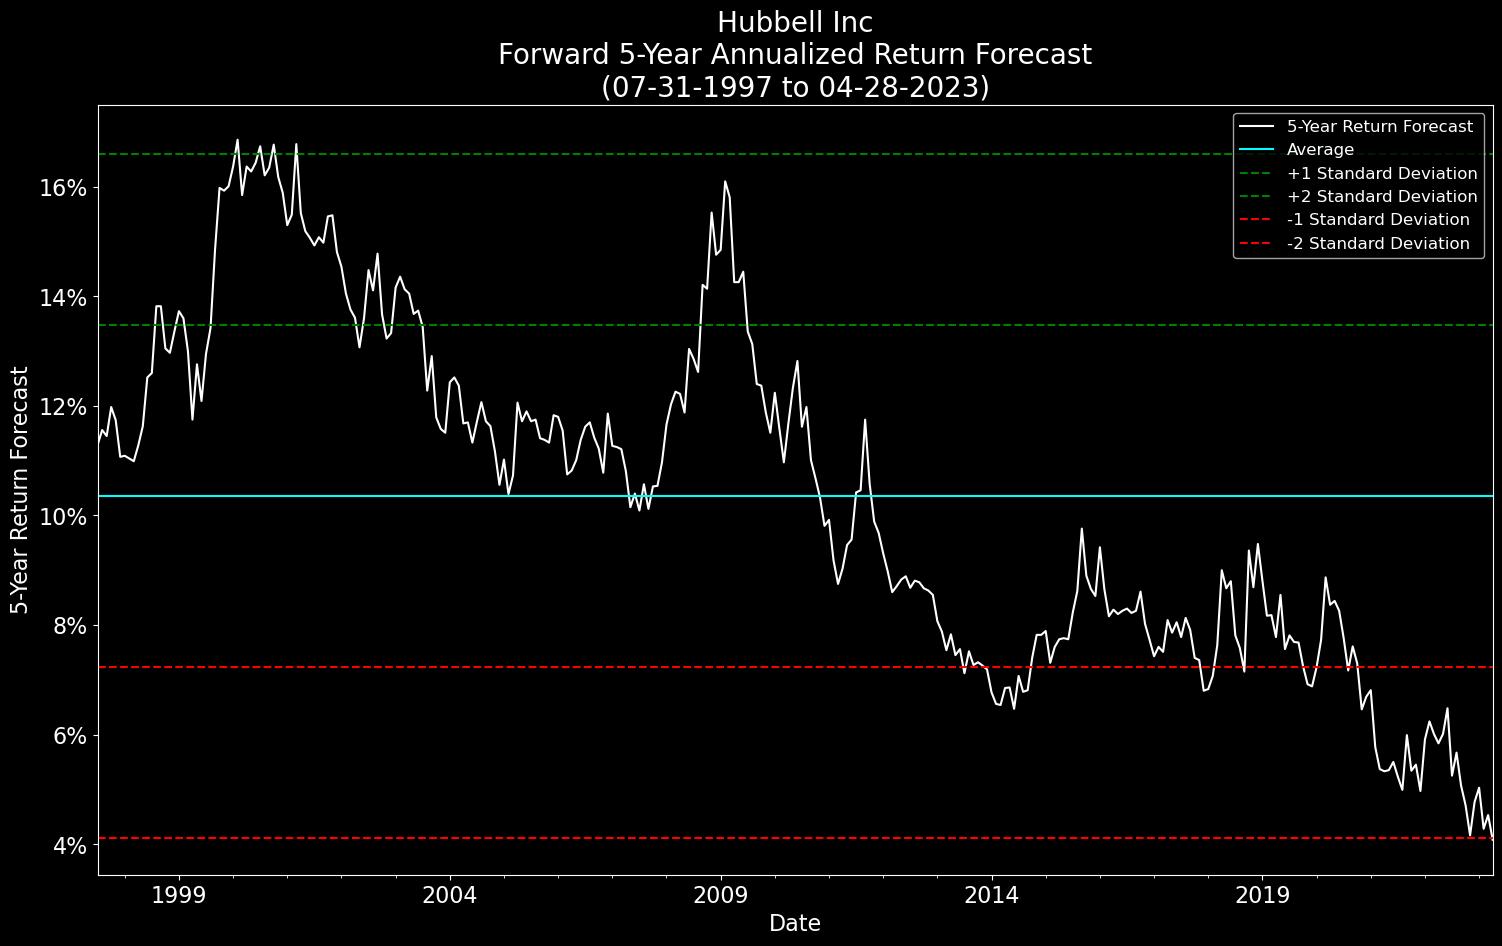 Hubbell Inc
Forward 5-Year Annualized Return Forecast
(07-31-1997 to 04-28-2023)
5-Year Return Forecast
Average
+1 Standard Deviation
+2 Standard Deviation
-1 Standard Deviation
-2 Standard Deviation
16%
14%
12%
10%
8%
6%
4%
5-Year Return Forecast
1999
2004
2009
2014
2019
Date